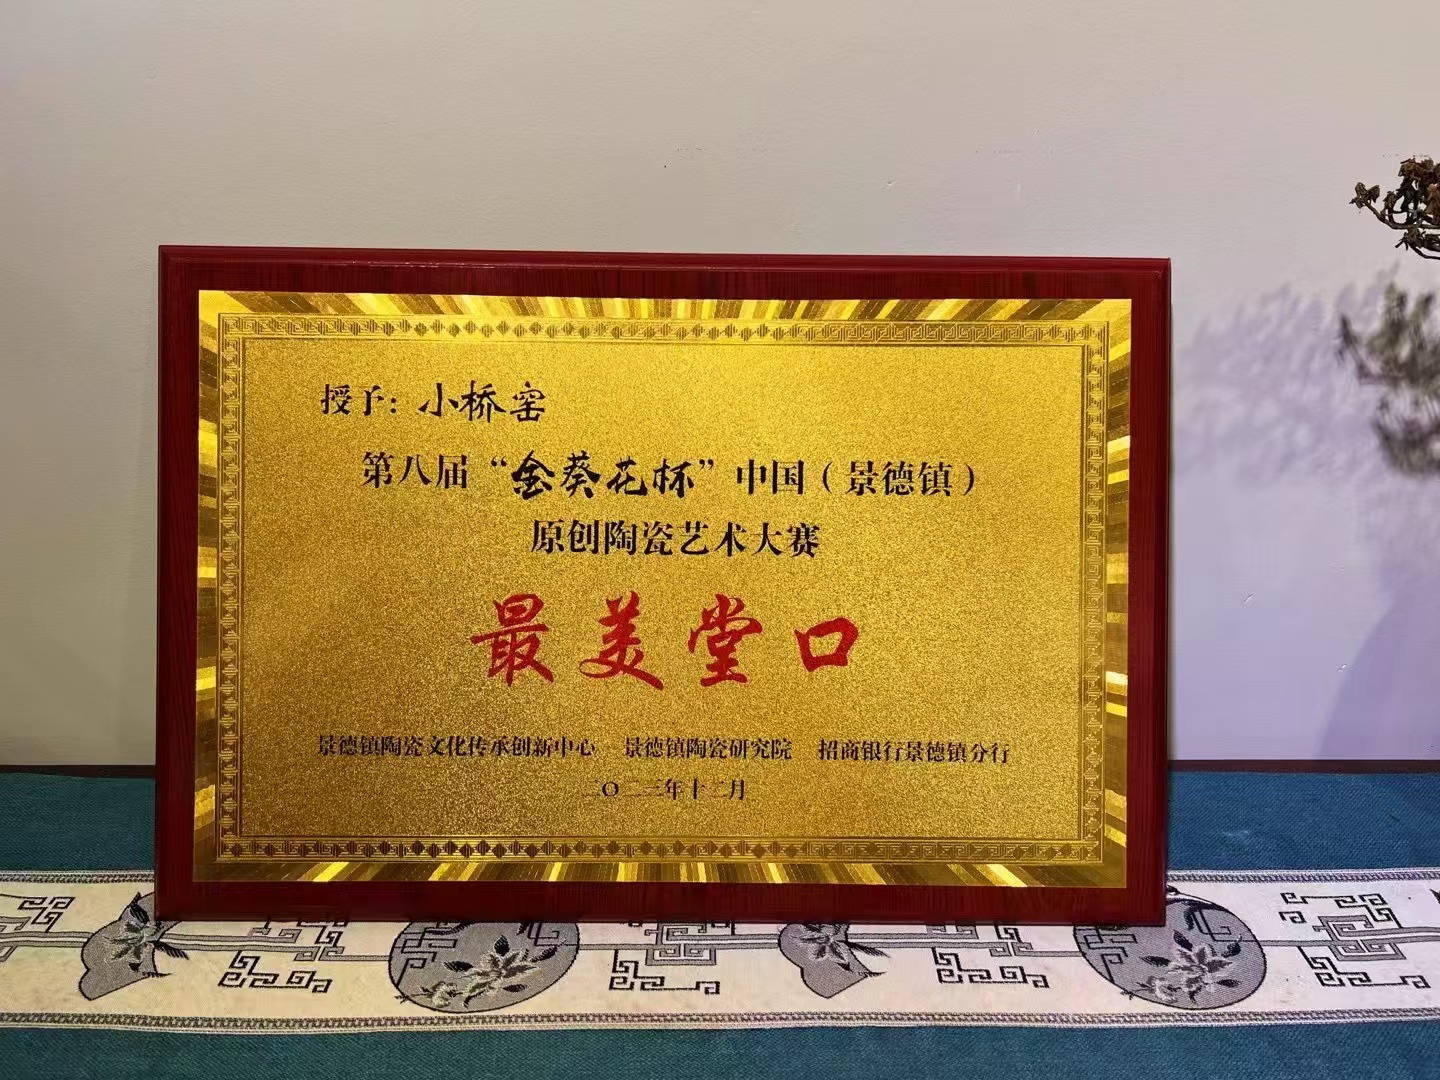 授予：小桥窑
第八届“金葵花杯”中国（景德镇）
原创陶瓷艺术大赛
最美堂口
景德镇陶瓷文化传承创新中心 景德镇陶瓷研究院 招商银行景德镇分行
二〇二三年十二月